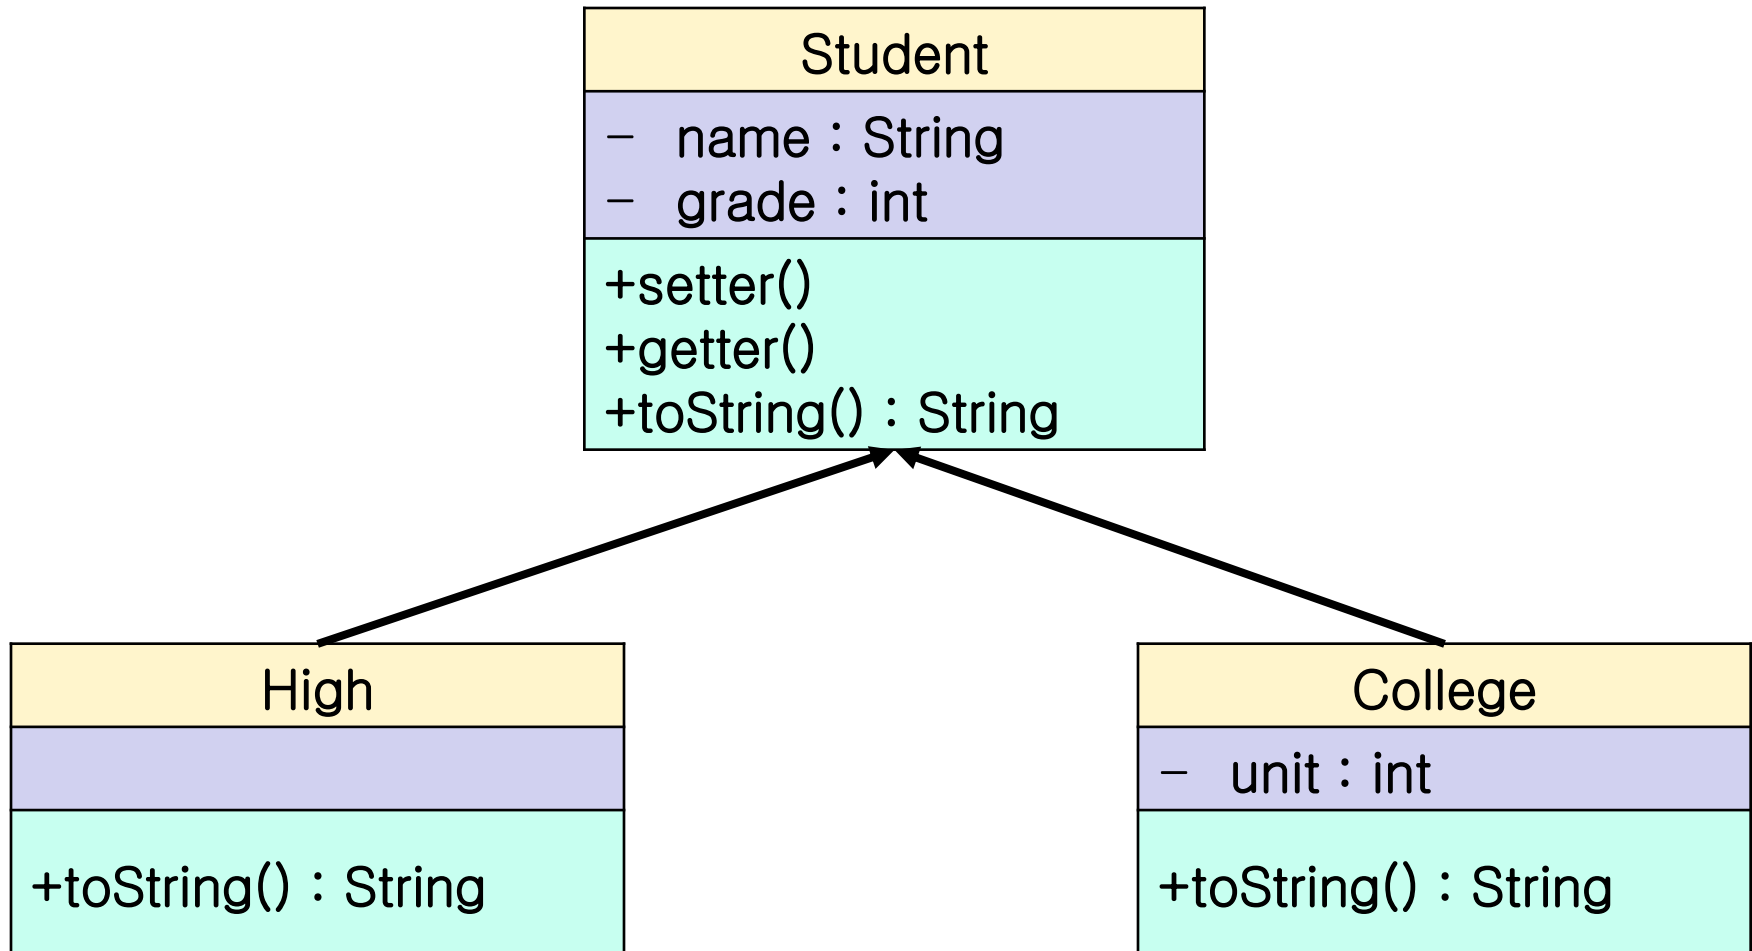 Student
- name : String
- grade : int
+setter()
+getter()
+toString() : String
High
+toString() : String
College
- unit : int
+toString() : String